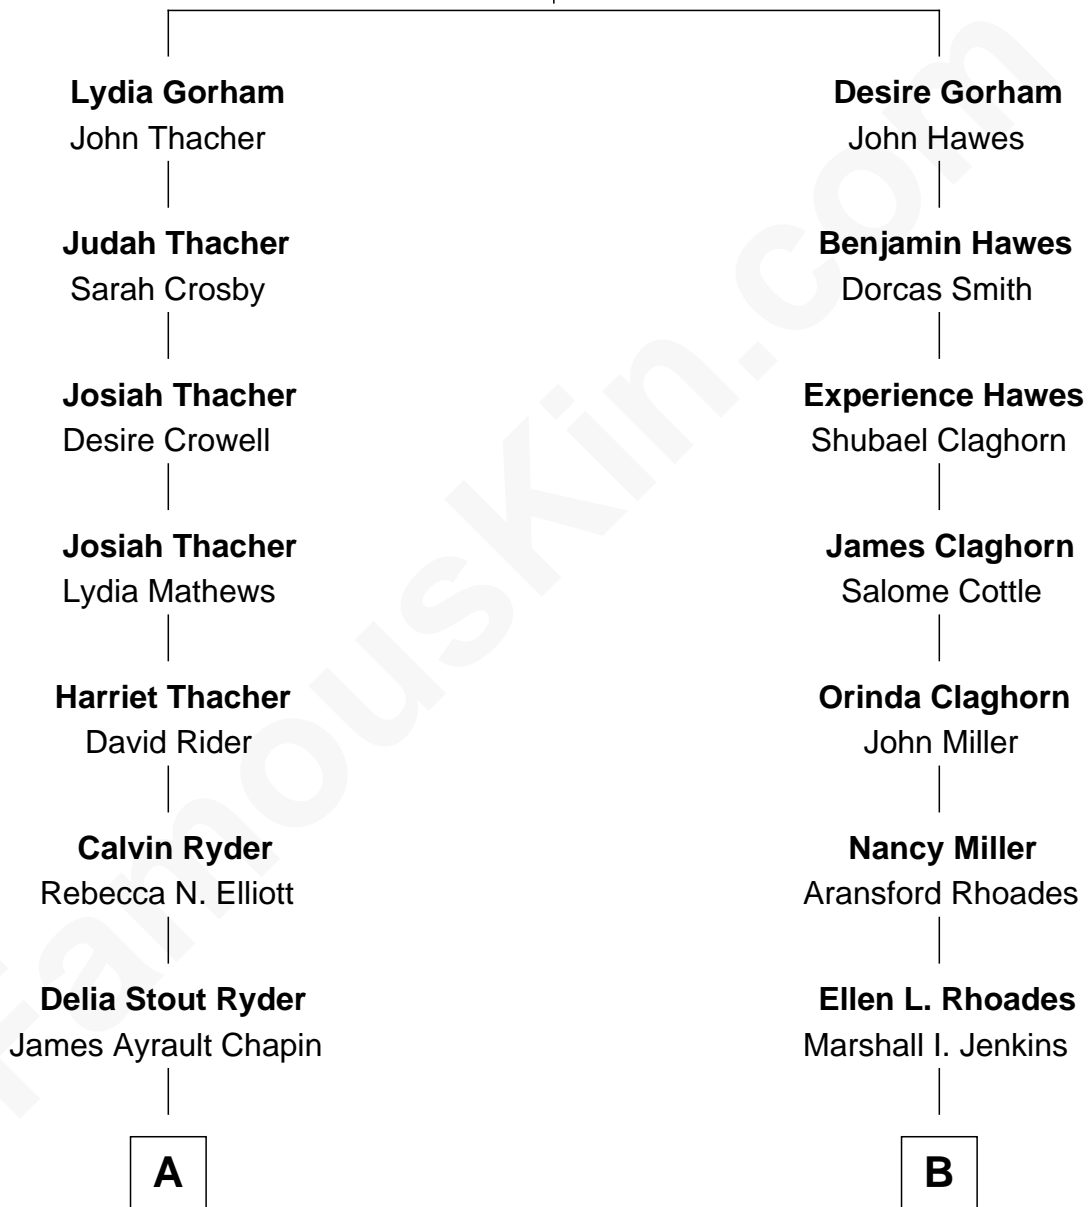 Lydia Gorham
John Thacher
Judah Thacher
Sarah Crosby
Josiah Thacher
Desire Crowell
Josiah Thacher
Lydia Mathews
Harriet Thacher
David Rider
Calvin Ryder
Rebecca N. Elliott
Delia Stout Ryder
James Ayrault Chapin
A
Desire Gorham
John Hawes
Benjamin Hawes
Dorcas Smith
Experience Hawes
Shubael Claghorn
James Claghorn
Salome Cottle
Orinda Claghorn
John Miller
Nancy Miller
Aransford Rhoades
Ellen L. Rhoades
Marshall I. Jenkins
B
FamousKin.com